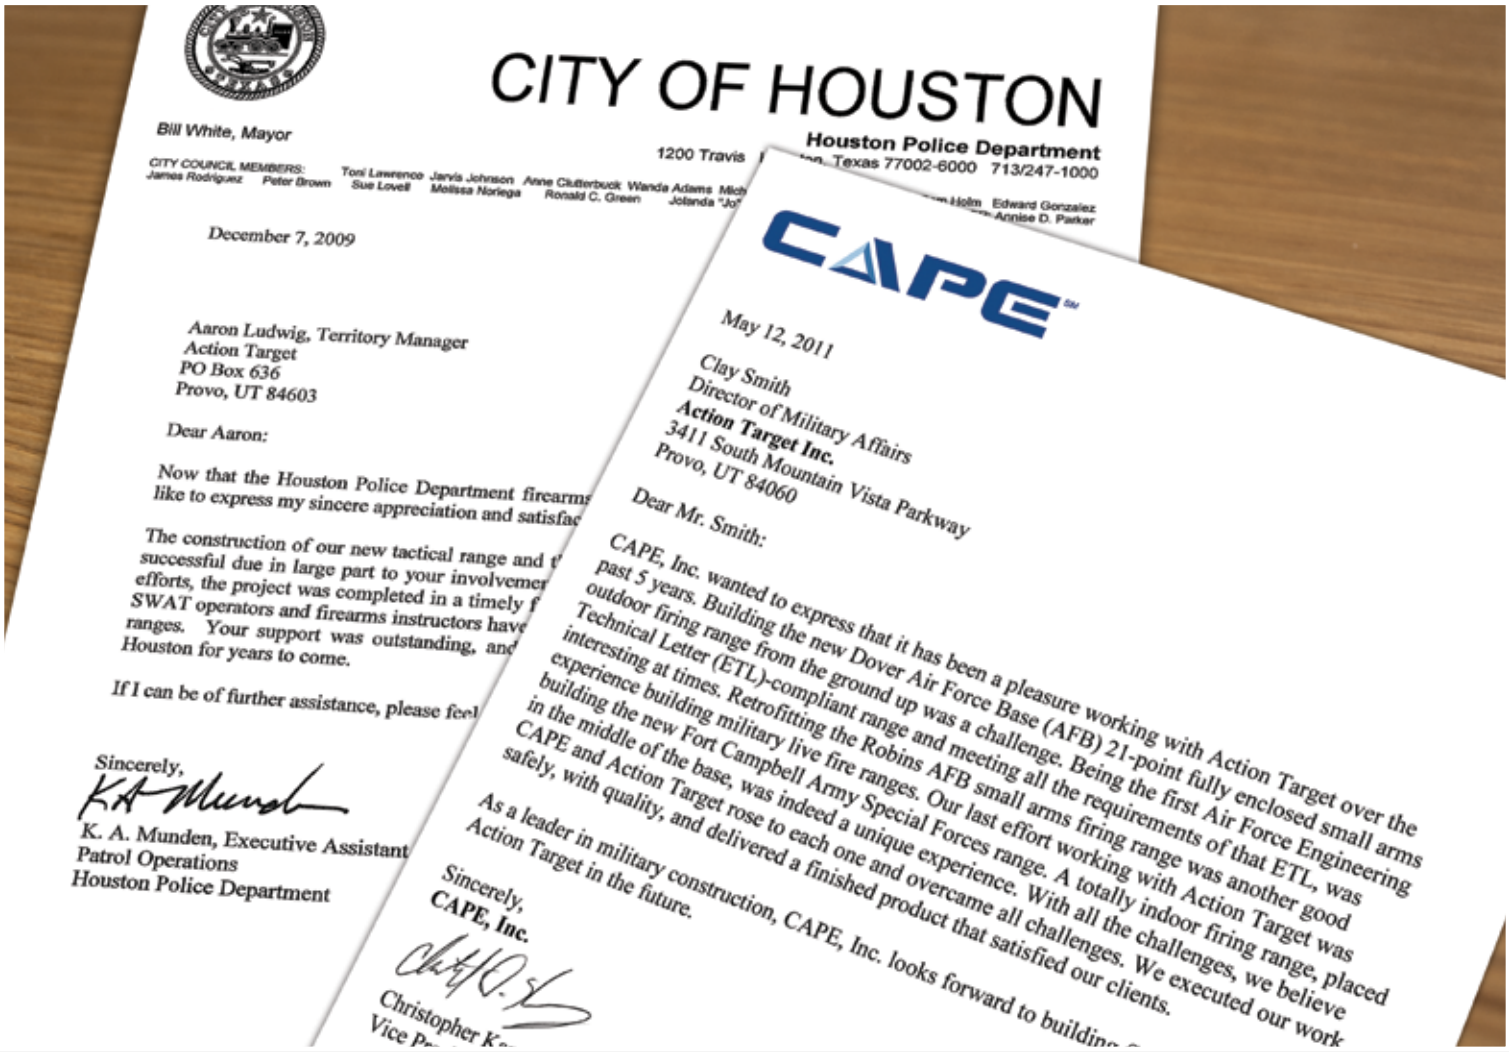 CITY OF HOUSTON
Houston Police Department
1200 Travis Texas 77002-6000 713/247-1000
Bill White, Mayor
CITY COUNCIL MEMBERS: Toni Lawrence Jarvis Johnson Anne Clutterbuck Wanda Adams Mich Holm Edward Gonzalez
James Rodriguez Peter Brown Sue Lovell Melissa Noriega Ronald C. Green Jolanda "Jo" Annise D. Parker
December 7, 2009
Aaron Ludwig, Territory Manager
Action Target
PO Box 636
Provo, UT 84603
Dear Aaron:
Now that the Houston Police Department firearms
like to express my sincere appreciation and satisfac
The construction of our new tactical range and
successful due in large part to your involvemen
efforts, the project was completed in a timely
SWAT operators and firearms instructors have
ranges. Your support was outstanding, and
Houston for years to come.
If I can be of further assistance, please feel
Sincerely,
K. A. Munden, Executive Assistant
Patrol Operations
Houston Police Department
CAPE SM
May 12, 2011
Clay Smith
Director of Military Affairs
Action Target Inc.
3411 South Mountain Vista Parkway
Provo, UT 84060
Dear Mr. Smith:
CAPE, Inc. wanted to express that it has been a pleasure working with Action Target over the
past 5 years. Building the new Dover Air Force Base (AFB) 21-point fully enclosed small arms
outdoor firing range from the ground up was a challenge. Being the first Air Force Engineering
Technical Letter (ETL)-compliant range and meeting all the requirements of that ETL, was
interesting at times. Retrofitting the Robins AFB small arms firing range was another good
experience building military live fire ranges. Our last effort working with Action Target was
building the new Fort Campbell Army Special Forces range. A totally indoor firing range, placed
in the middle of the base, was indeed a unique experience. With all the challenges, we believe
CAPE and Action Target rose to each one and overcame all challenges. We executed our work
safely, with quality, and delivered a finished product that satisfied our clients.
As a leader in military construction, CAPE, Inc. looks forward to building
Action Target in the future.
Sincerely,
CAPE, Inc.
Christopher
Vice